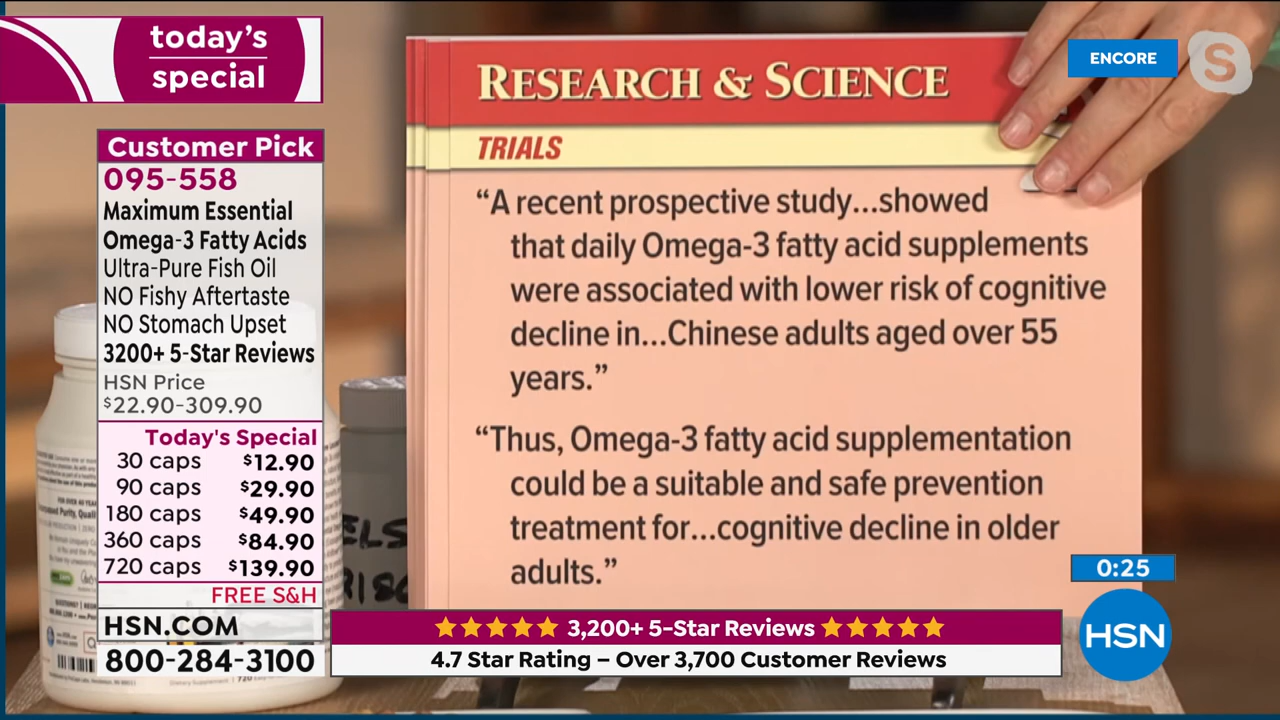 today's
special
Customer Pick
095-558
Maximum Essential
Omega-3 Fatty Acids
Ultra-Pure Fish Oil
NO Fishy Aftertaste
NO Stomach Upset
3200+ 5-Star Reviews
HSN Price
$22.90-309.90
Today's Special
30 caps $12.90
90 caps $29.90
180 caps $49.90
360 caps $84.90
720 caps $139.90
FREE S&H
HSN.COM
800-284-3100
RESEARCH & SCIENCE
TRIALS
“A recent prospective study...showed
that daily Omega-3 fatty acid supplements
were associated with lower risk of cognitive
decline in...Chinese adults aged over 55
years.”
“Thus, Omega-3 fatty acid supplementation
could be a suitable and safe prevention
treatment for...cognitive decline in older
adults.”
ENCORE
S
0:25
HSN
3,200+ 5-Star Reviews
4.7 Star Rating – Over 3,700 Customer Reviews